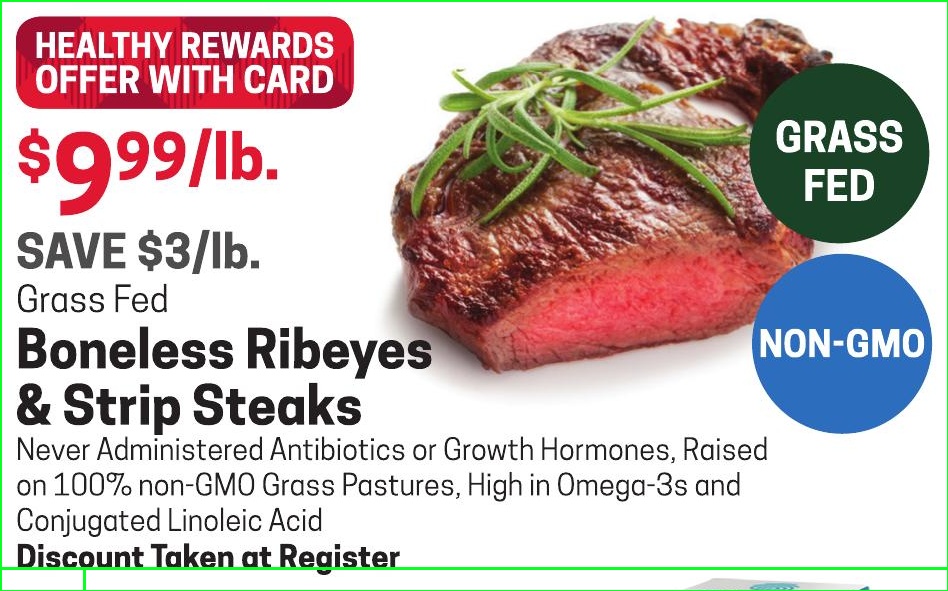 HEALTHY REWARDS
OFFER WITH CARD
$9.99/lb.
SAVE $3/lb.
Grass Fed
Boneless Ribeyes
& Strip Steaks
Never Administered Antibiotics or Growth Hormones, Raised
on 100% non-GMO Grass Pastures, High in Omega-3s and
Conjugated Linoleic Acid
Discount Taken at Register
GRASS
FED
NON-GMO